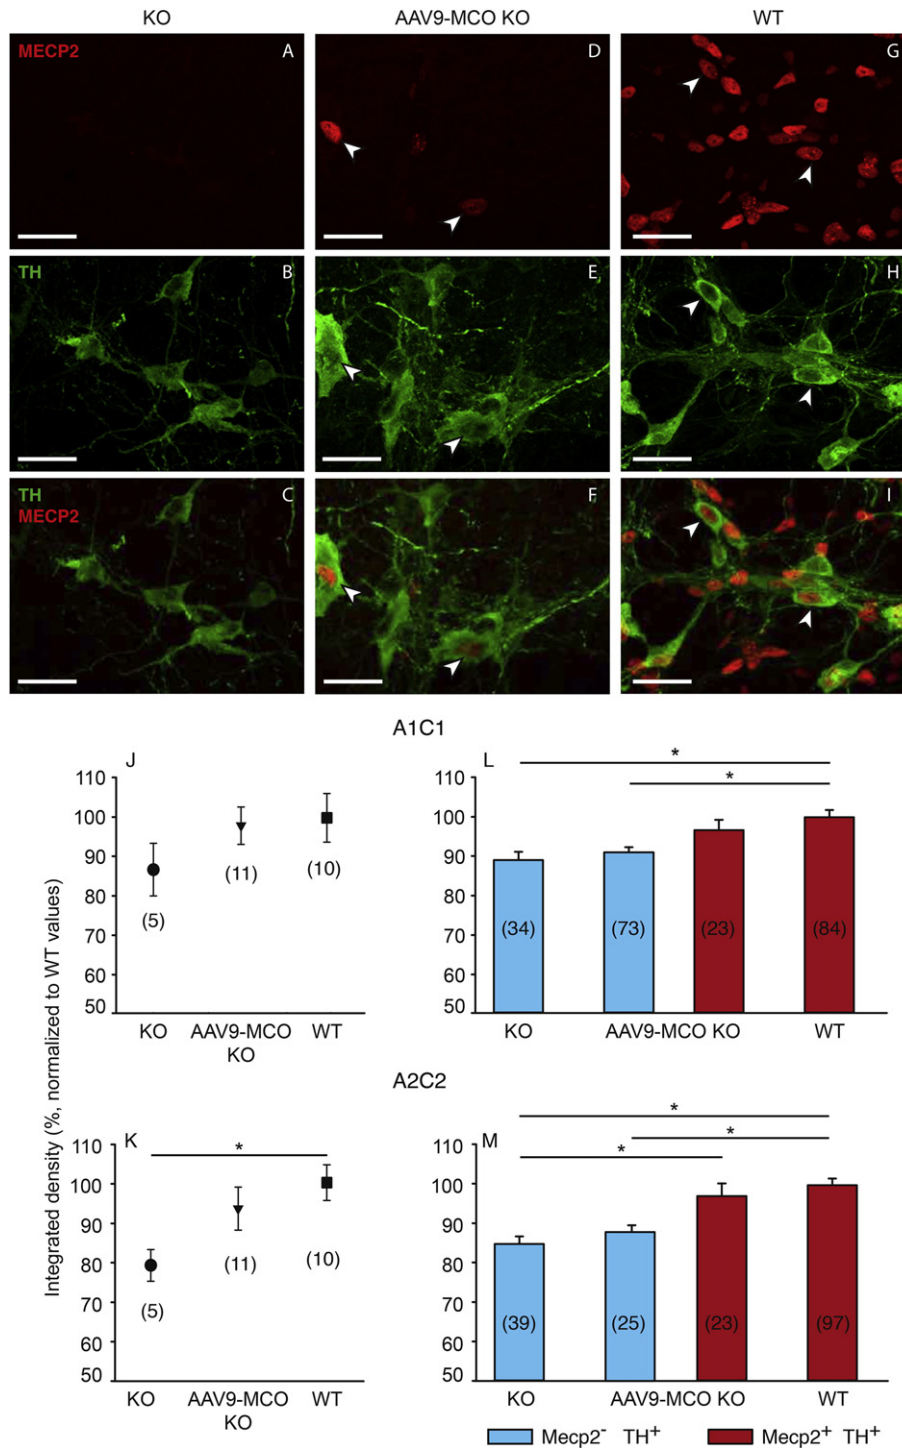 KO
AAV9-MCO KO
WT
MECP2
A
D
G
TH
B
E
H
TH
MECP2
C
F
I
A1C1
J
110
100
90
80
70
60
50
(5)
(11)
(10)
KO
AAV9-MCO
KO
WT
L
*
*
110
100
90
80
70
60
50
(34)
(73)
(23)
(84)
KO
AAV9-MCO KO
WT
Integrated density (%, normalized to WT values)
A2C2
K
*
110
100
90
80
70
60
50
(5)
(11)
(10)
KO
AAV9-MCO
KO
WT
M
*
*
*
110
100
90
80
70
60
50
(39)
(25)
(23)
(97)
KO
AAV9-MCO KO
WT
Mecp2⁻ TH⁺
Mecp2⁺ TH⁺